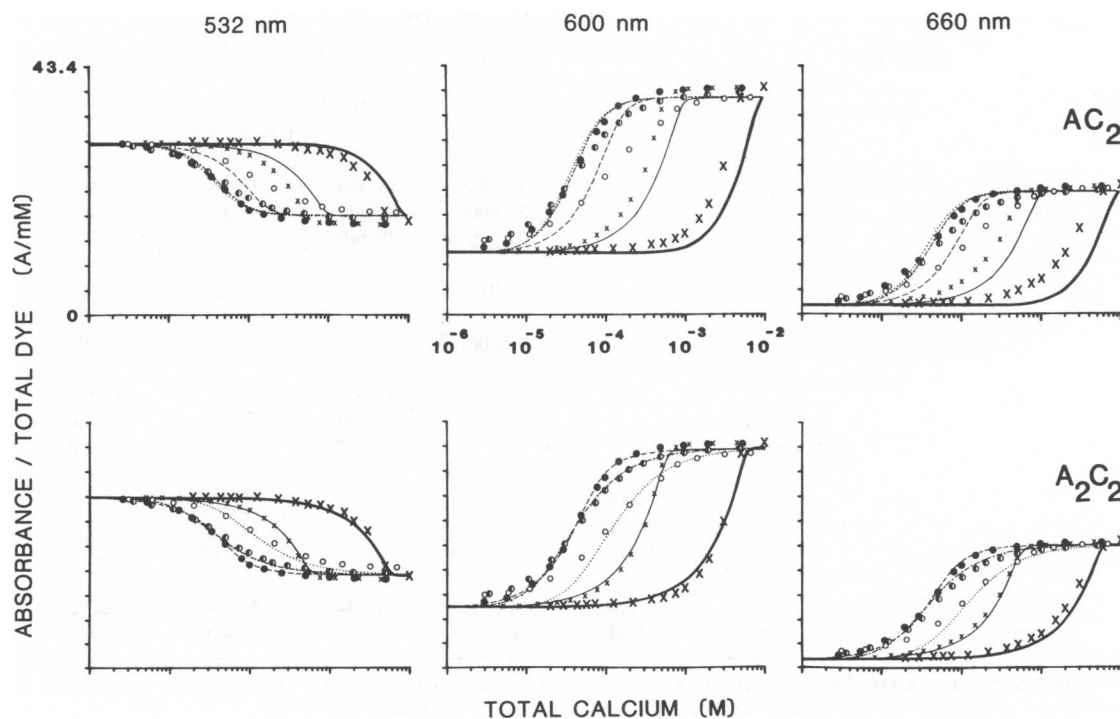 532 nm 600 nm 660 nm
43.4
AC2
ABSORBANCE / TOTAL DYE (A/mM)
0
10-6 10-5 10-4 10-3 10-2
A2C2
TOTAL CALCIUM (M)